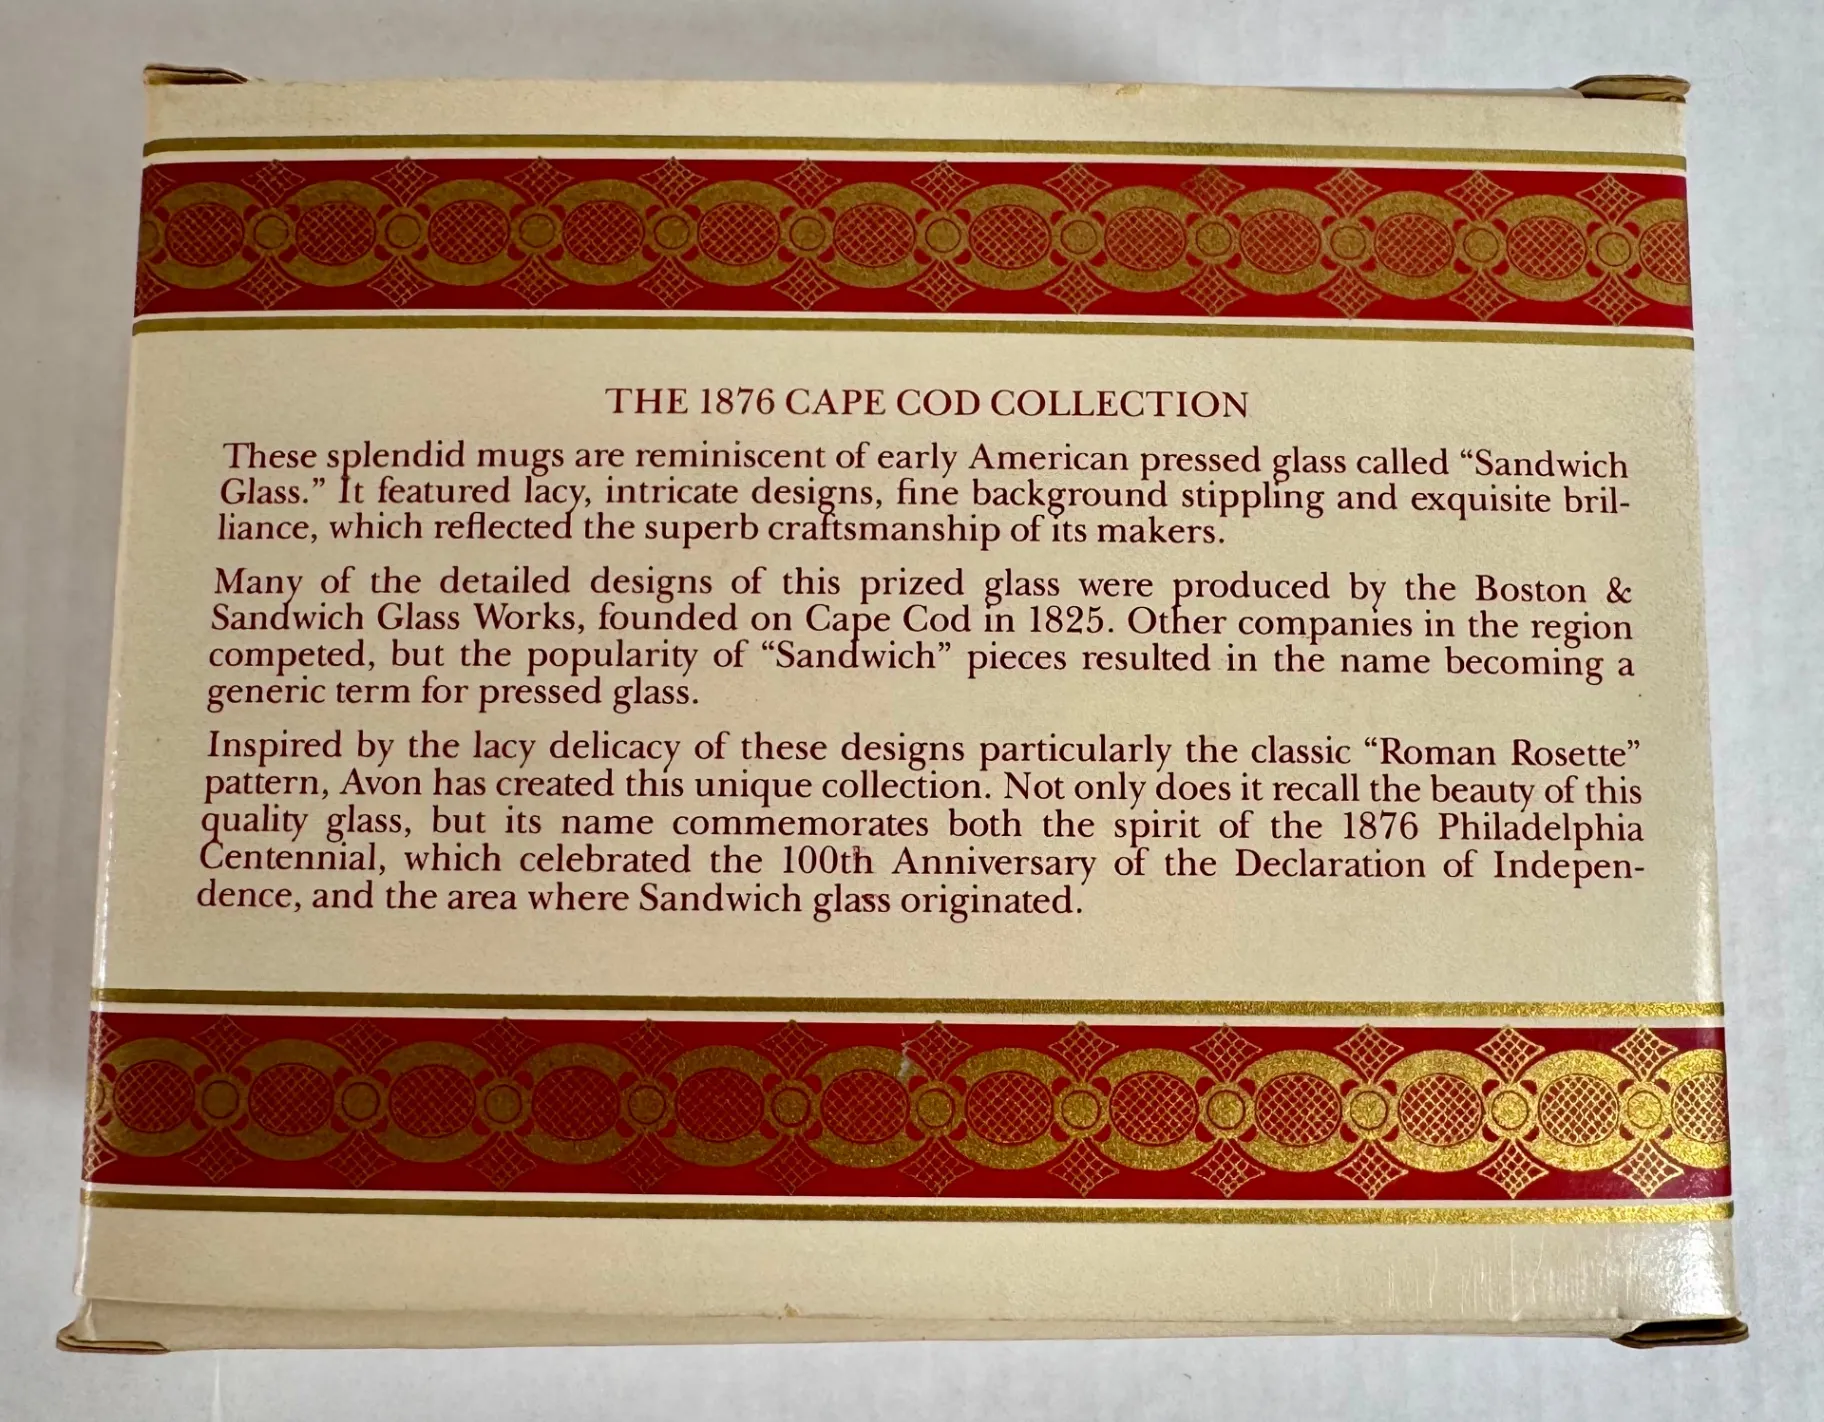 THE 1876 CAPE COD COLLECTION
These splendid mugs are reminiscent of early American pressed glass called “Sandwich
Glass.” It featured lacy, intricate designs, fine background stippling and exquisite bril-
liance, which reflected the superb craftsmanship of its makers.
Many of the detailed designs of this prized glass were produced by the Boston &
Sandwich Glass Works, founded on Cape Cod in 1825. Other companies in the region
competed, but the popularity of “Sandwich” pieces resulted in the name becoming a
generic term for pressed glass.
Inspired by the lacy delicacy of these designs particularly the classic “Roman Rosette”
pattern, Avon has created this unique collection. Not only does it recall the beauty of this
quality glass, but its name commemorates both the spirit of the 1876 Philadelphia
Centennial, which celebrated the 100th Anniversary of the Declaration of Indepen-
dence, and the area where Sandwich glass originated.